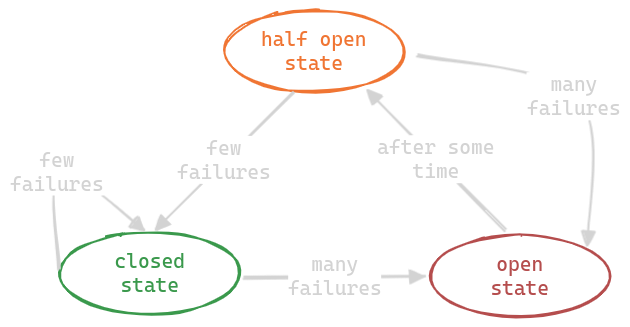 half open
state
many
failures
few
failures
after some
time
few
failures
closed
state
many
failures
open
state